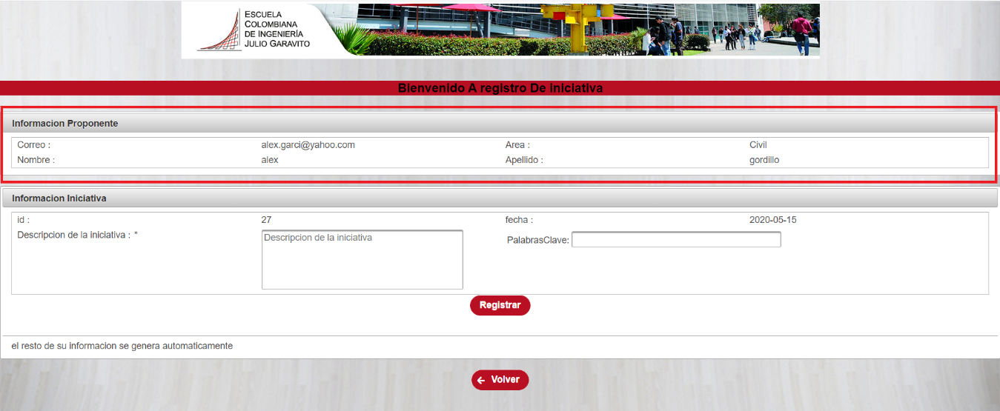 ESCUELA
COLOMBIANA
DE INGENIERÍA
JULIO GARAVITO
Bienvenido A registro De iniciativa
Informacion Proponente
Correo : alex.garci@yahoo.com Area : Civil
Nombre : alex Apellido : gordillo
Informacion Iniciativa
id : 27 fecha : 2020-05-15
Descripcion de la iniciativa : * Descripcion de la iniciativa PalabrasClave:
Registrar
el resto de su informacion se genera automaticamente
Volver